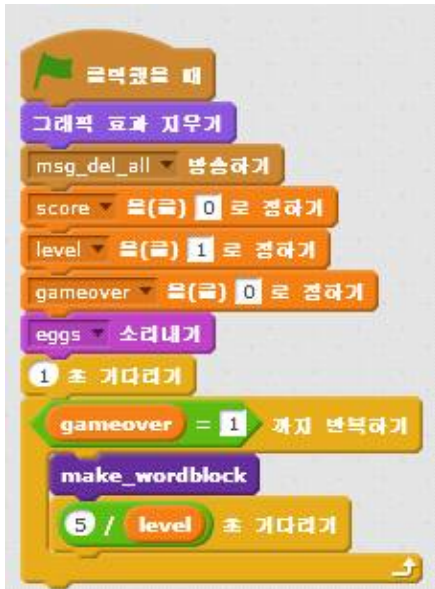 클릭했을 때
그래픽 효과 지우기
msg_del_all 방송하기
score 을(를) 0 로 정하기
level 을(를) 1 로 정하기
gameover 을(를) 0 로 정하기
eggs 소리내기
1 초 기다리기
gameover = 1 까지 반복하기
make_wordblock
5 / level 초 기다리기